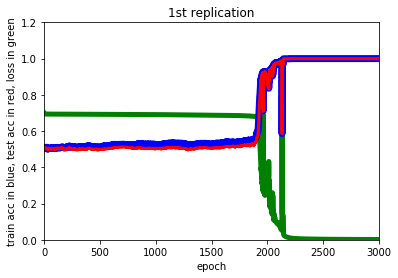 1st replication
train acc in blue, test acc in red, loss in green
1.2
1.0
0.8
0.6
0.4
0.2
0.0
0 500 1000 1500 2000 2500 3000
epoch